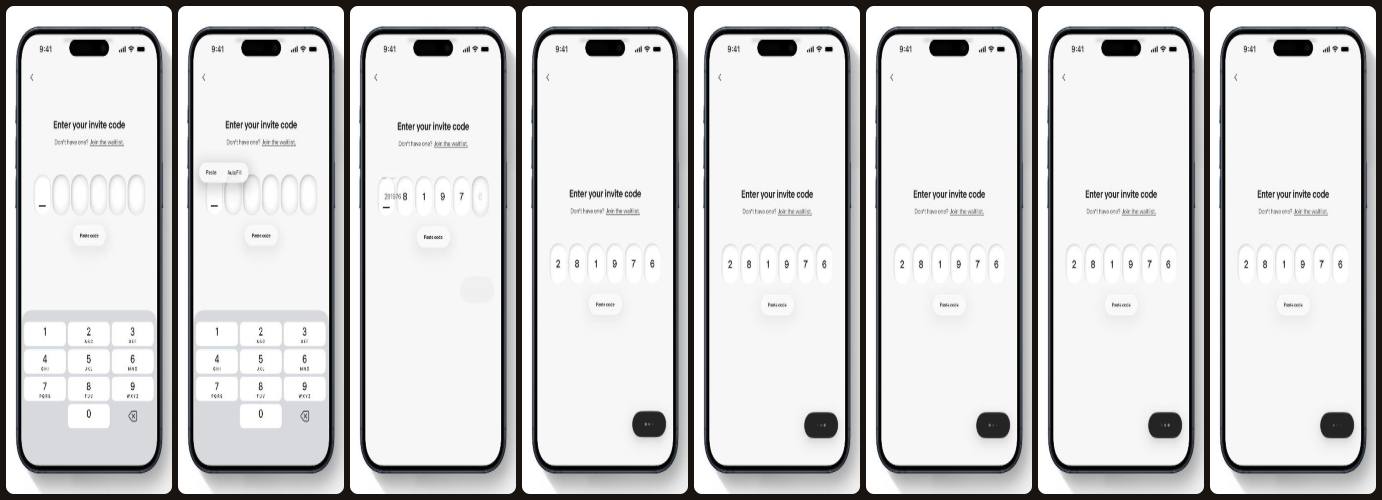 9:41
Enter your invite code
Don't have one? Join the waitlist.
Paste code
1 2 3
ABC DEF
4 5 6
GHI JKL MNO
7 8 9
PQRS TUV WXYZ
0
9:41
Enter your invite code
Don't have one? Join the waitlist.
Paste AutoFill
Paste code
1 2 3
ABC DEF
4 5 6
GHI JKL MNO
7 8 9
PQRS TUV WXYZ
0
9:41
Enter your invite code
Don't have one? Join the waitlist.
8 1 9 7
Paste code
9:41
Enter your invite code
Don't have one? Join the waitlist.
2 8 1 9 7 6
Paste code
9:41
Enter your invite code
Don't have one? Join the waitlist.
2 8 1 9 7 6
Paste code
9:41
Enter your invite code
Don't have one? Join the waitlist.
2 8 1 9 7 6
Paste code
9:41
Enter your invite code
Don't have one? Join the waitlist.
2 8 1 9 7 6
Paste code
9:41
Enter your invite code
Don't have one? Join the waitlist.
2 8 1 9 7 6
Paste code